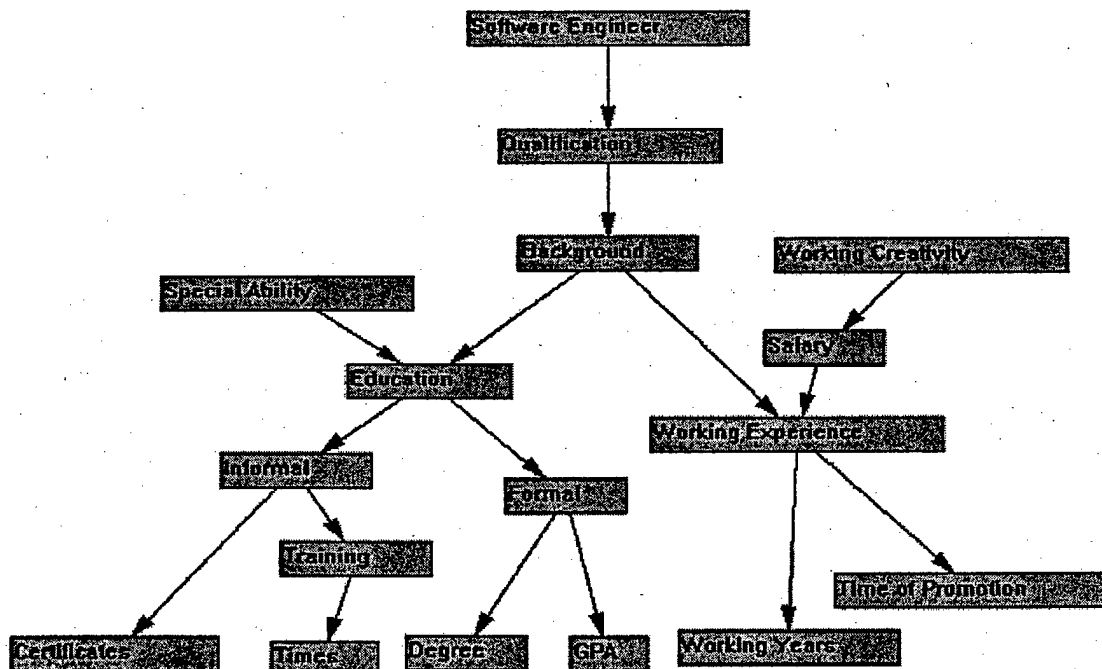 Software Engineer
Qualification
Background
Working Creativity
Special Ability
Salary
Education
Working Experience
Informal
Formal
Training
Time of Promotion
Certificates
Times
Degree
GPA
Working Years